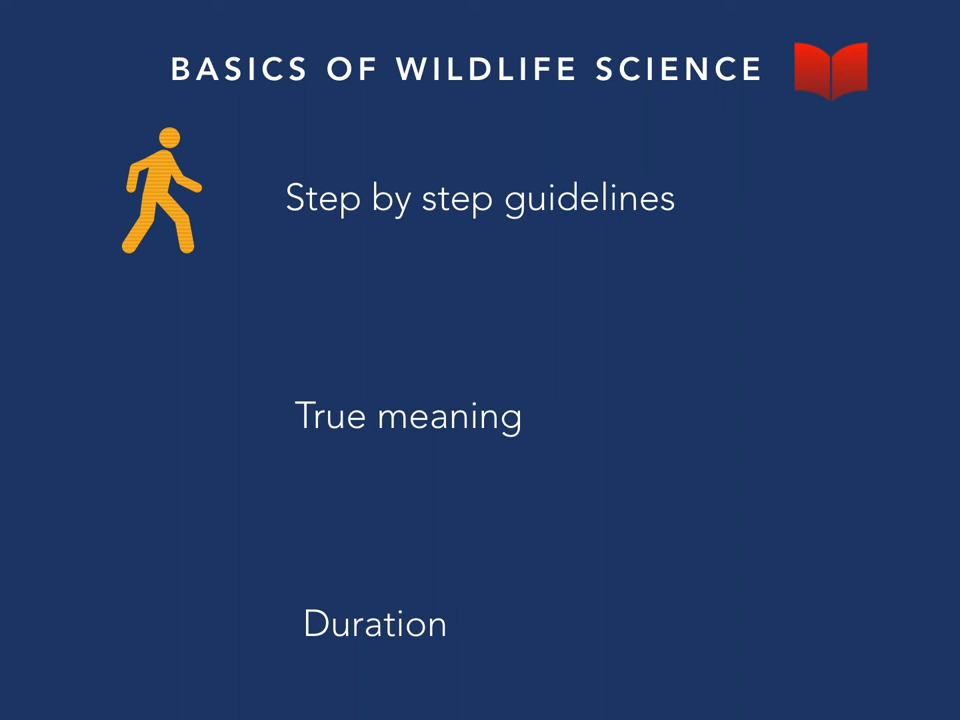 BASICS OF WILDLIFE SCIENCE
Step by step guidelines
True meaning
Duration